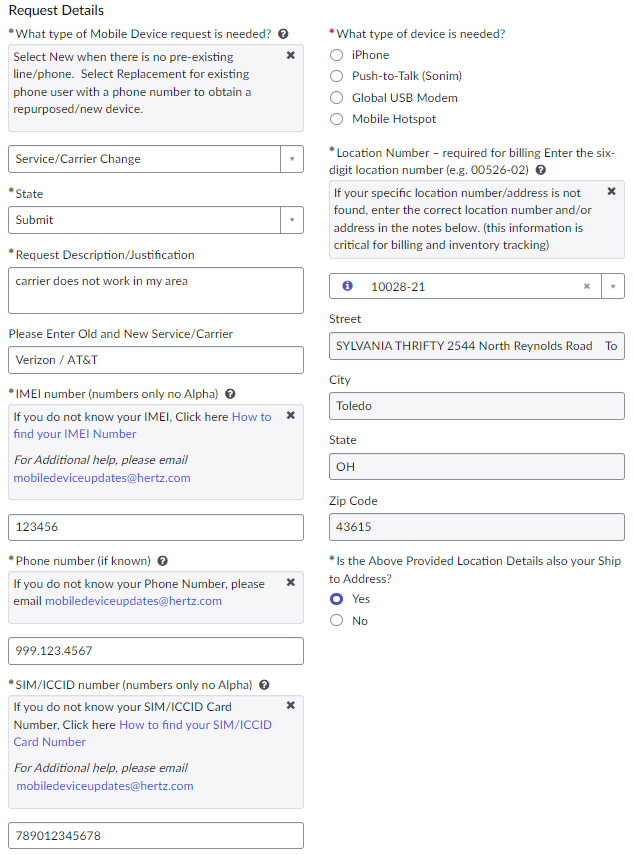 Request Details
*What type of Mobile Device request is needed? ?
Select New when there is no pre-existing
line/phone. Select Replacement for existing
phone user with a phone number to obtain a
repurposed/new device.
Service/Carrier Change
*State
Submit
*Request Description/Justification
carrier does not work in my area
Please Enter Old and New Service/Carrier
Verizon / AT&T
*IMEI number (numbers only no Alpha) ?
If you do not know your IMEI, Click here How to
find your IMEI Number
For Additional help, please email
mobiledeviceupdates@hertz.com
123456
*Phone number (if known) ?
If you do not know your Phone Number, please
email mobiledeviceupdates@hertz.com
999.123.4567
*SIM/ICCID number (numbers only no Alpha) ?
If you do not know your SIM/ICCID Card
Number, Click here How to find your SIM/ICCID
Card Number
For Additional help, please email
mobiledeviceupdates@hertz.com
789012345678
*What type of device is needed?
iPhone
Push-to-Talk (Sonim)
Global USB Modem
Mobile Hotspot
*Location Number – required for billing Enter the six-
digit location number (e.g. 00526-02) ?
If your specific location number/address is not
found, enter the correct location number and/or
address in the notes below. (this information is
critical for billing and inventory tracking)
10028-21
Street
SYLVANIA THRIFTY 2544 North Reynolds Road To
City
Toledo
State
OH
Zip Code
43615
*Is the Above Provided Location Details also your Ship
to Address?
Yes
No